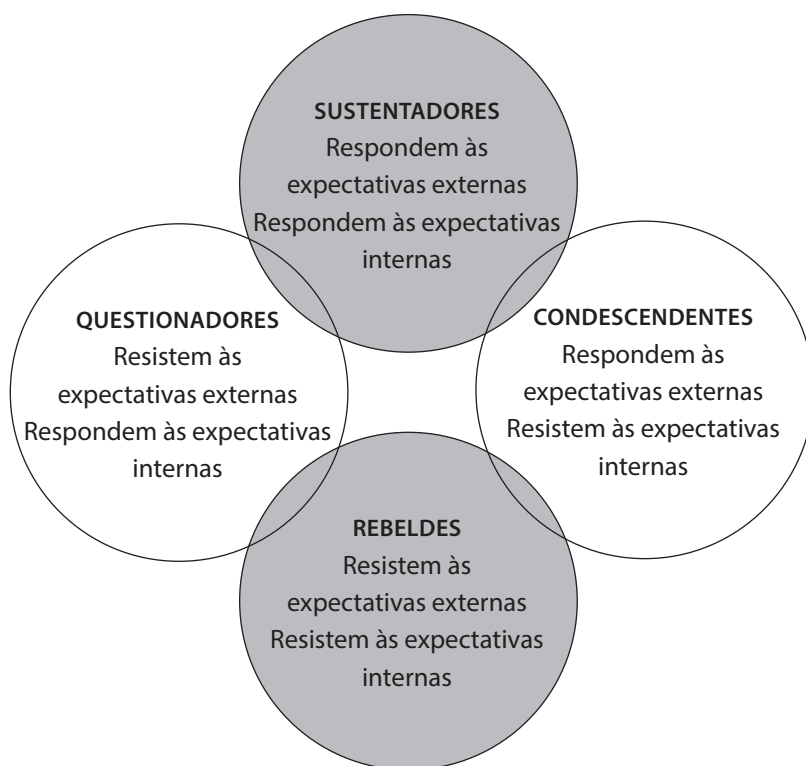 SUSTENTADORES
Respondem às
expectativas externas
Respondem às expectativas
internas
QUESTIONADORES
Resistem às
expectativas externas
Respondem às expectativas
internas
CONDESCENDENTES
Respondem às
expectativas externas
Resistem às expectativas
internas
REBELDES
Resistem às
expectativas externas
Resistem às expectativas
internas